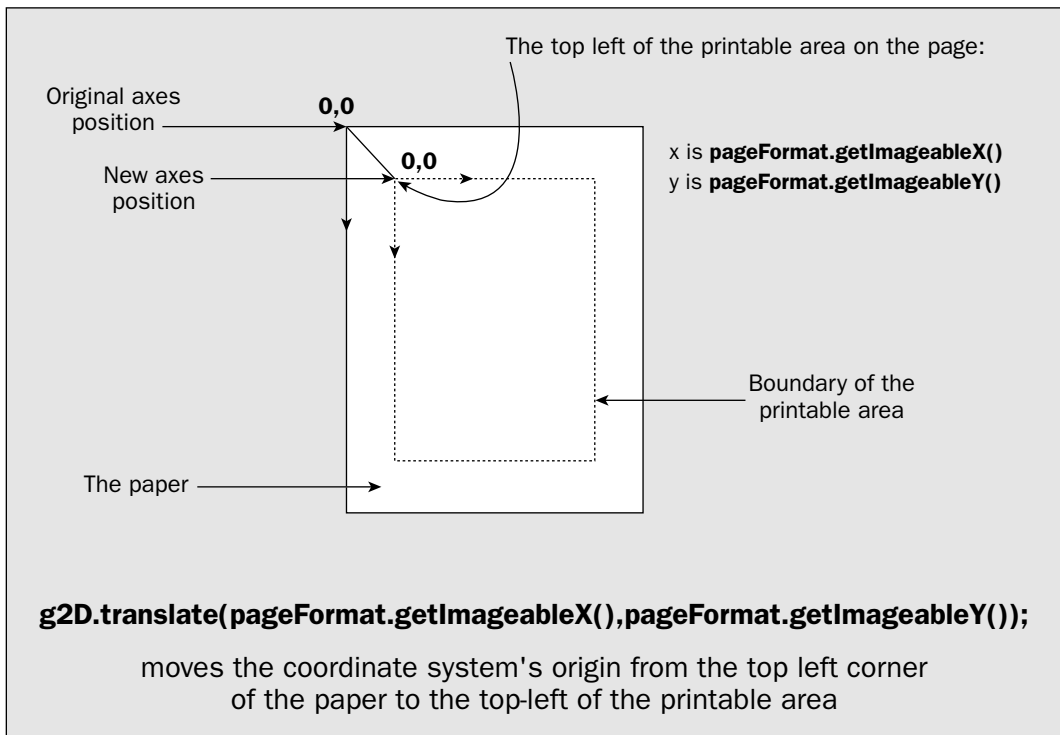 The top left of the printable area on the page:
Original axes
position
0,0
x is pageFormat.getImageableX()
y is pageFormat.getImageableY()
New axes
position
0,0
Boundary of the
printable area
The paper
g2D.translate(pageFormat.getImageableX(),pageFormat.getImageableY());
moves the coordinate system's origin from the top left corner
of the paper to the top-left of the printable area